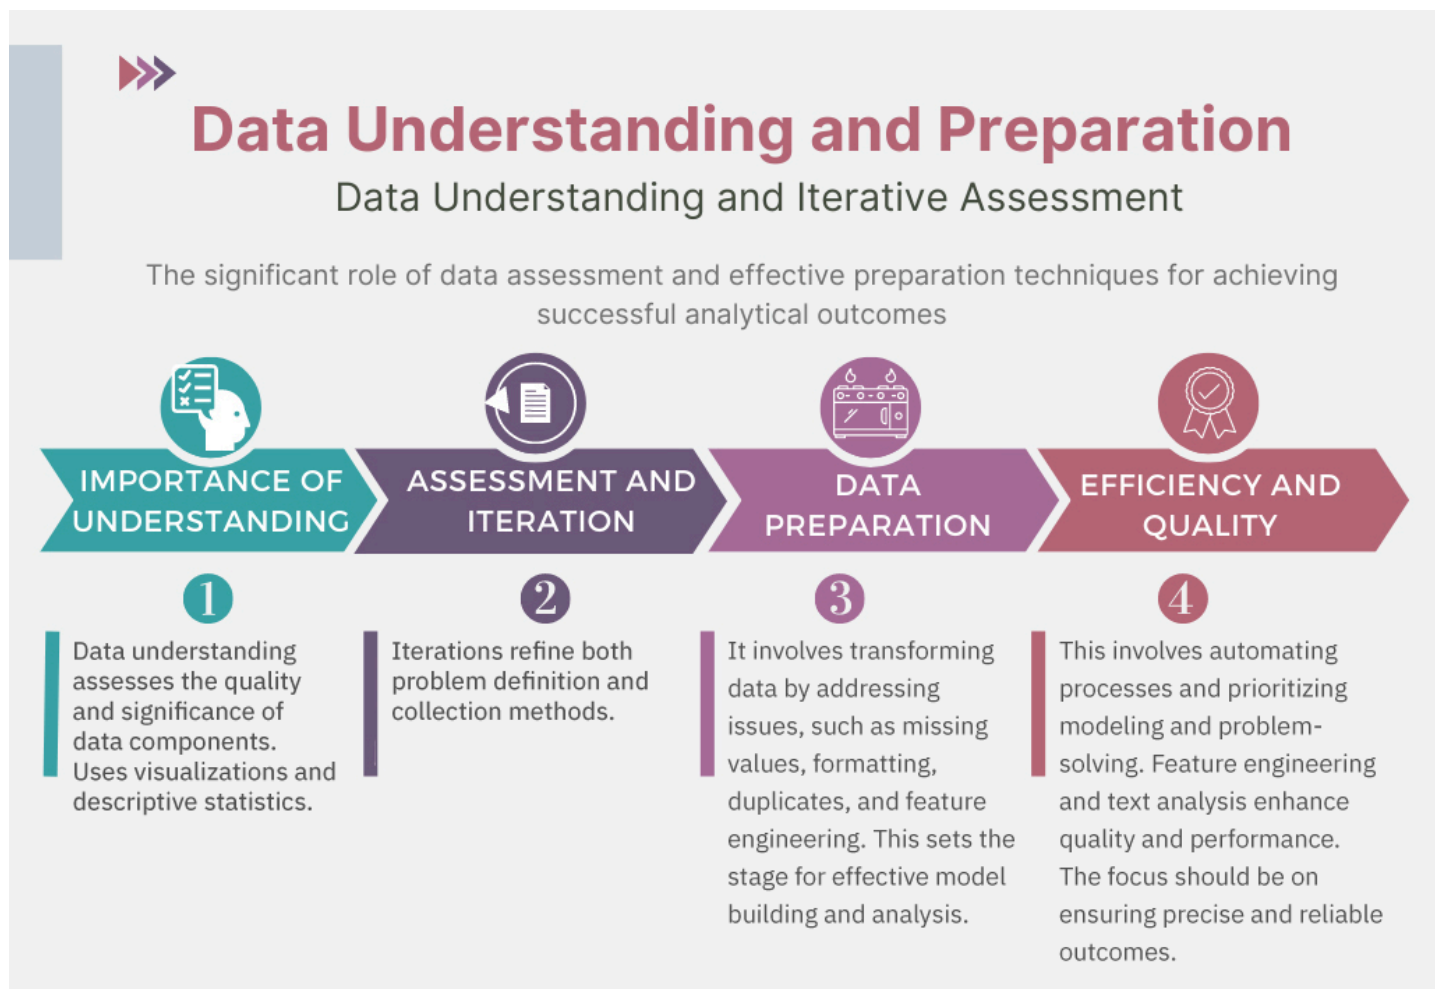 Data Understanding and Preparation
Data Understanding and Iterative Assessment
The significant role of data assessment and effective preparation techniques for achieving
successful analytical outcomes
IMPORTANCE OF
UNDERSTANDING
ASSESSMENT AND
ITERATION
DATA
PREPARATION
EFFICIENCY AND
QUALITY
1
Data understanding
assesses the quality
and significance of
data components.
Uses visualizations and
descriptive statistics.
2
Iterations refine both
problem definition and
collection methods.
3
It involves transforming
data by addressing
issues, such as missing
values, formatting,
duplicates, and feature
engineering. This sets the
stage for effective model
building and analysis.
4
This involves automating
processes and prioritizing
modeling and problem-
solving. Feature engineering
and text analysis enhance
quality and performance.
The focus should be on
ensuring precise and reliable
outcomes.